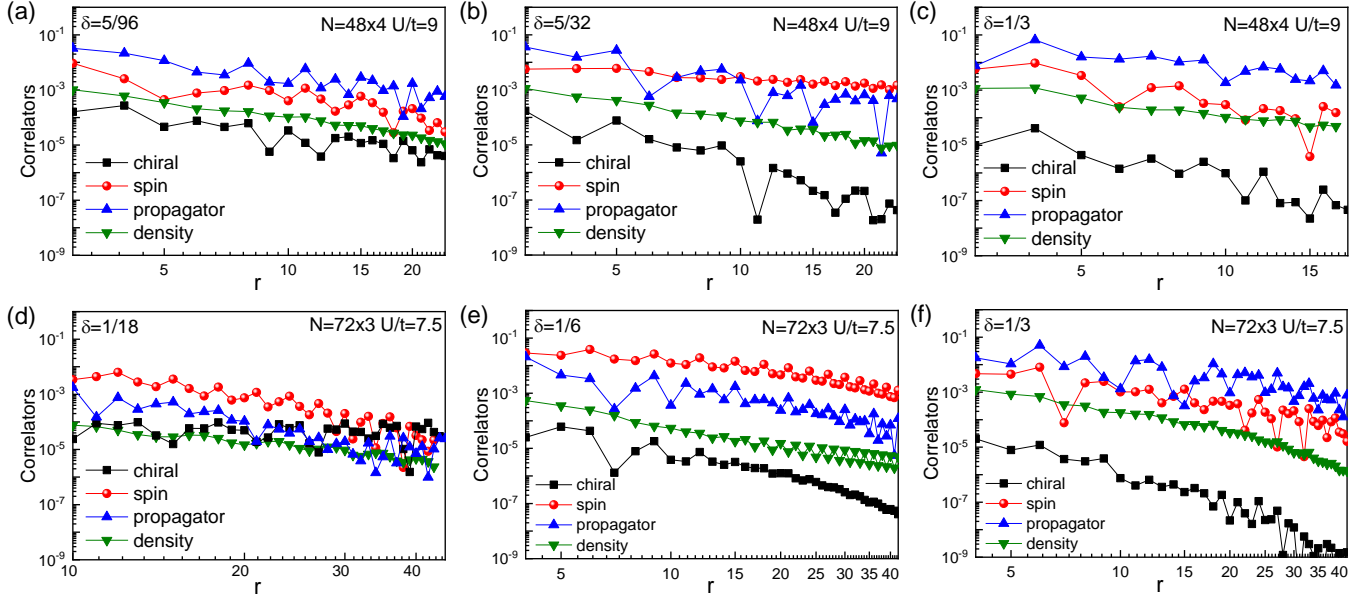 (a)
δ=5/96
N=48x4 U/t=9
Correlators
10⁻¹
10⁻³
10⁻⁵
10⁻⁷
10⁻⁹
chiral
spin
propagator
density
5
10
15
20
r
(b)
δ=5/32
N=48x4 U/t=9
Correlators
10⁻¹
10⁻³
10⁻⁵
10⁻⁷
10⁻⁹
chiral
spin
propagator
density
5
10
15
20
r
(c)
δ=1/3
N=48x4 U/t=9
Correlators
10⁻¹
10⁻³
10⁻⁵
10⁻⁷
10⁻⁹
chiral
spin
propagator
density
5
10
15
r
(d)
δ=1/18
N=72x3 U/t=7.5
Correlators
10⁻¹
10⁻³
10⁻⁵
10⁻⁷
10⁻⁹
chiral
spin
propagator
density
10
20
30
40
r
(e)
δ=1/6
N=72x3 U/t=7.5
Correlators
10⁻¹
10⁻³
10⁻⁵
10⁻⁷
10⁻⁹
chiral
spin
propagator
density
5
10
15
20
25
30
35
40
r
(f)
δ=1/3
N=72x3 U/t=7.5
Correlators
10⁻¹
10⁻³
10⁻⁵
10⁻⁷
10⁻⁹
chiral
spin
propagator
density
5
10
15
20
25
30
35
40
r